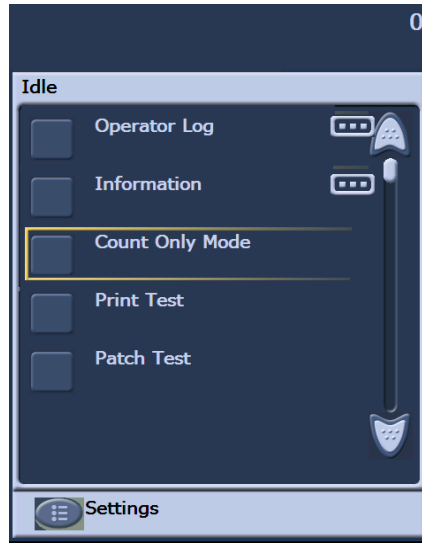 0
Idle
Operator Log
Information
Count Only Mode
Print Test
Patch Test
Settings